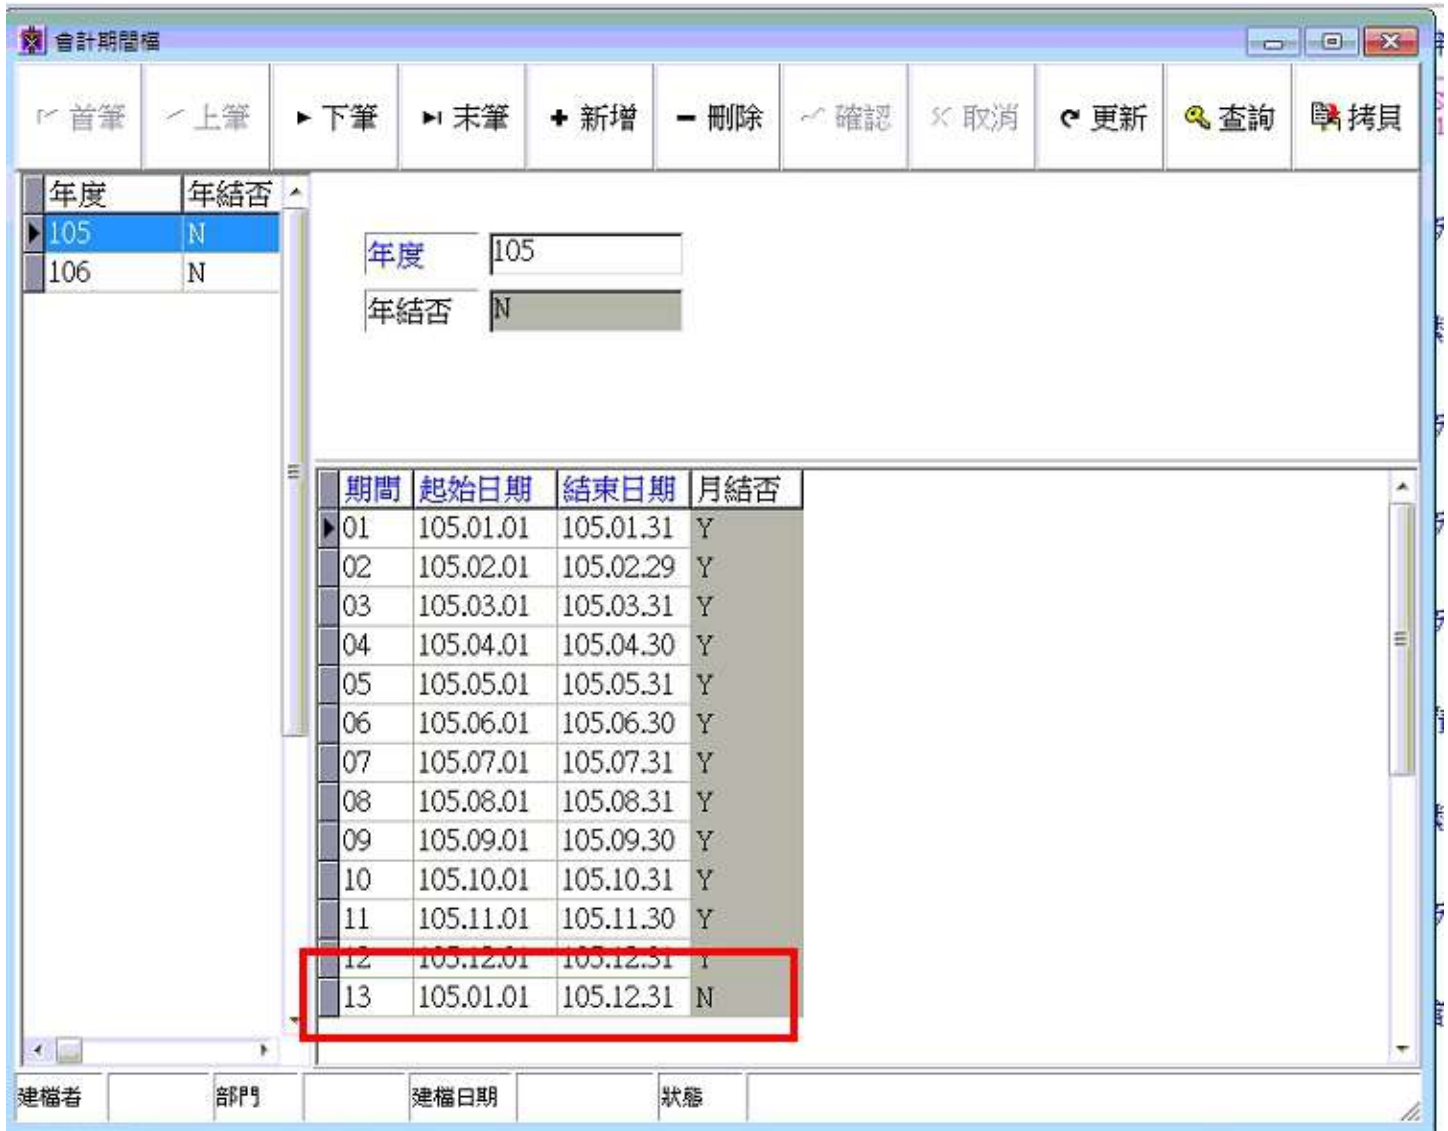 會計期間檔
首筆 上筆 下筆 末筆 新增 刪除 確認 取消 更新 查詢 拷貝
年度 年結否
105 N
106 N
年度 105
年結否 N
期間 起始日期 結束日期 月結否
01 105.01.01 105.01.31 Y
02 105.02.01 105.02.29 Y
03 105.03.01 105.03.31 Y
04 105.04.01 105.04.30 Y
05 105.05.01 105.05.31 Y
06 105.06.01 105.06.30 Y
07 105.07.01 105.07.31 Y
08 105.08.01 105.08.31 Y
09 105.09.01 105.09.30 Y
10 105.10.01 105.10.31 Y
11 105.11.01 105.11.30 Y
12 105.12.01 105.12.31 Y
13 105.01.01 105.12.31 N
建檔者 部門 建檔日期 狀態